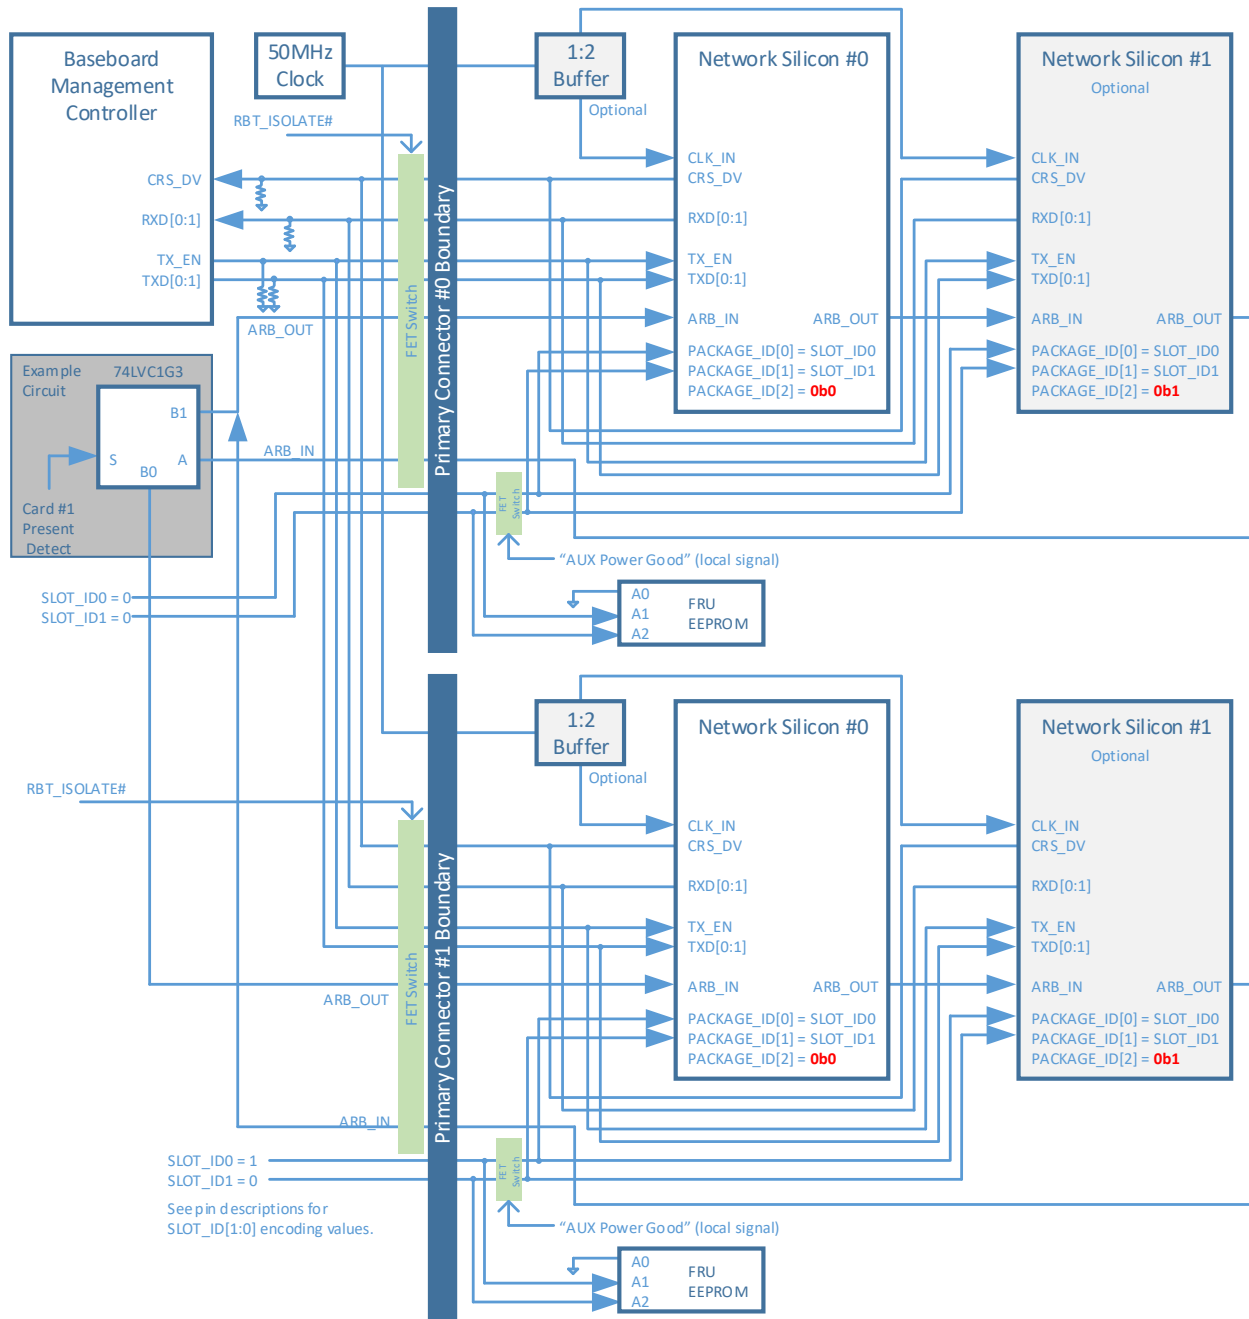 Baseboard
Management
Controller
CRS_DV
RXD[0:1]
TX_EN
TXD[0:1]
50MHz
Clock
RBT_ISOLATE#
FET Switch
Primary Connector #0 Boundary
1:2
Buffer
Optional
Network Silicon #0
CLK_IN
CRS_DV
RXD[0:1]
TX_EN
TXD[0:1]
ARB_IN
ARB_OUT
PACKAGE_ID[0] = SLOT_ID0
PACKAGE_ID[1] = SLOT_ID1
PACKAGE_ID[2] = 0b0
Network Silicon #1
Optional
CLK_IN
CRS_DV
RXD[0:1]
TX_EN
TXD[0:1]
ARB_IN
ARB_OUT
PACKAGE_ID[0] = SLOT_ID0
PACKAGE_ID[1] = SLOT_ID1
PACKAGE_ID[2] = 0b1
ARB_OUT
Example
Circuit
74LVC1G3
B1
S
A
B0
Card #1
Present
Detect
ARB_IN
FET
Switch
"AUX Power Good" (local signal)
SLOT_ID0 = 0
SLOT_ID1 = 0
A0
A1
A2
FRU
EEPROM
RBT_ISOLATE#
FET Switch
Primary Connector #1 Boundary
1:2
Buffer
Optional
Network Silicon #0
CLK_IN
CRS_DV
RXD[0:1]
TX_EN
TXD[0:1]
ARB_IN
ARB_OUT
PACKAGE_ID[0] = SLOT_ID0
PACKAGE_ID[1] = SLOT_ID1
PACKAGE_ID[2] = 0b0
Network Silicon #1
Optional
CLK_IN
CRS_DV
RXD[0:1]
TX_EN
TXD[0:1]
ARB_IN
ARB_OUT
PACKAGE_ID[0] = SLOT_ID0
PACKAGE_ID[1] = SLOT_ID1
PACKAGE_ID[2] = 0b1
ARB_OUT
ARB_IN
SLOT_ID0 = 1
SLOT_ID1 = 0
See pin descriptions for
SLOT_ID[1:0] encoding values.
FET
Switch
"AUX Power Good" (local signal)
A0
A1
A2
FRU
EEPROM